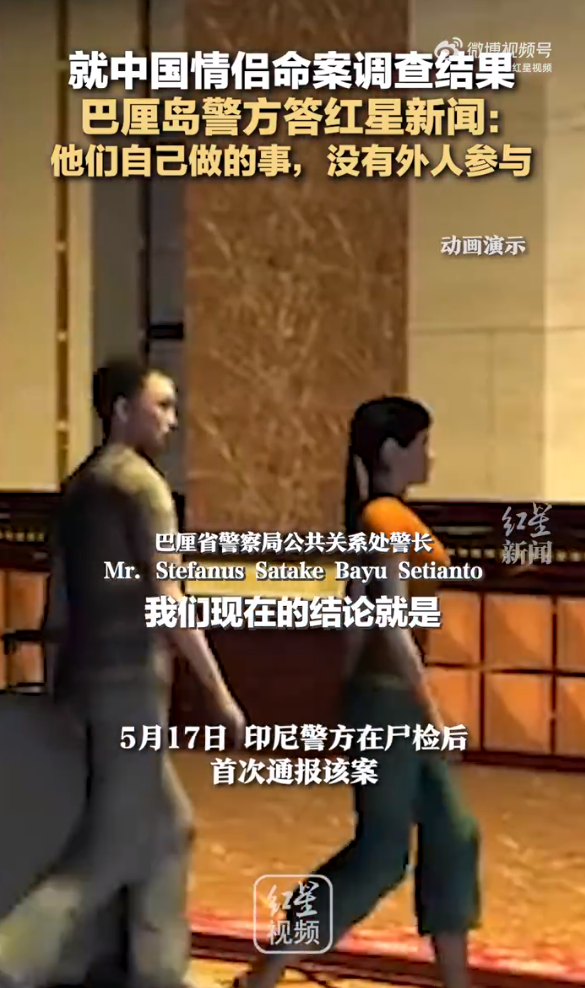 微博视频号
红星视频
就中国情侣命案调查结果
巴厘岛警方答红星新闻：
他们自己做的事，没有外人参与
动画演示
红星
新闻
巴厘省警察局公共关系处警长
Mr. Stefanus Satake Bayu Setianto
我们现在的结论就是
5月17日 印尼警方在尸检后
首次通报该案
红星
视频